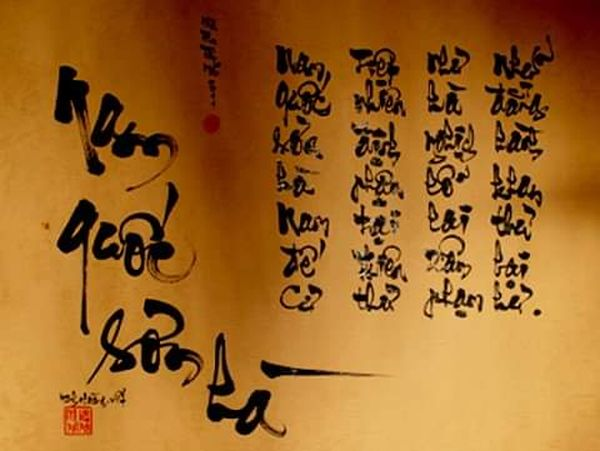 Nam
quốc
sơn
hà
Nam quốc sơn hà Nam đế cư
Tiệt nhiên định phận tại thiên thư
Như hà nghịch lỗ lai xâm phạm
Nhữ đẳng hành khan thủ bại hư.